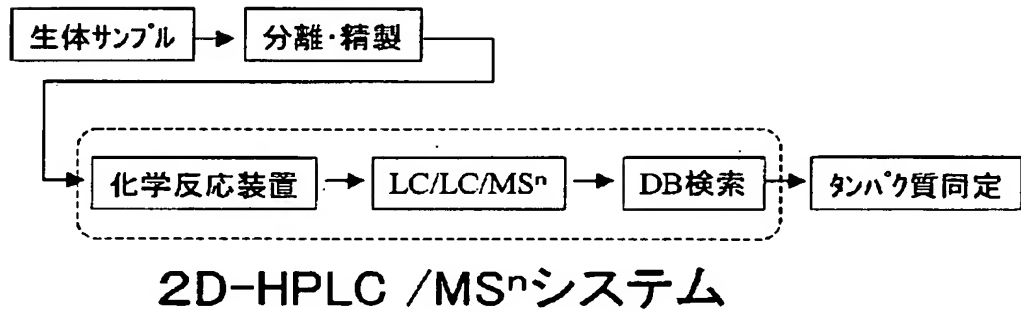 生体サンプル
分離・精製
化学反応装置
LC/LC/MSⁿ
DB検索
タンパク質同定
2D-HPLC /MSⁿシステム